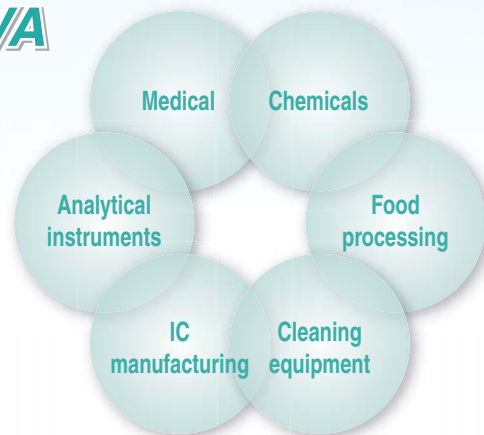 Medical
Chemicals
Analytical
instruments
Food
processing
IC
manufacturing
Cleaning
equipment